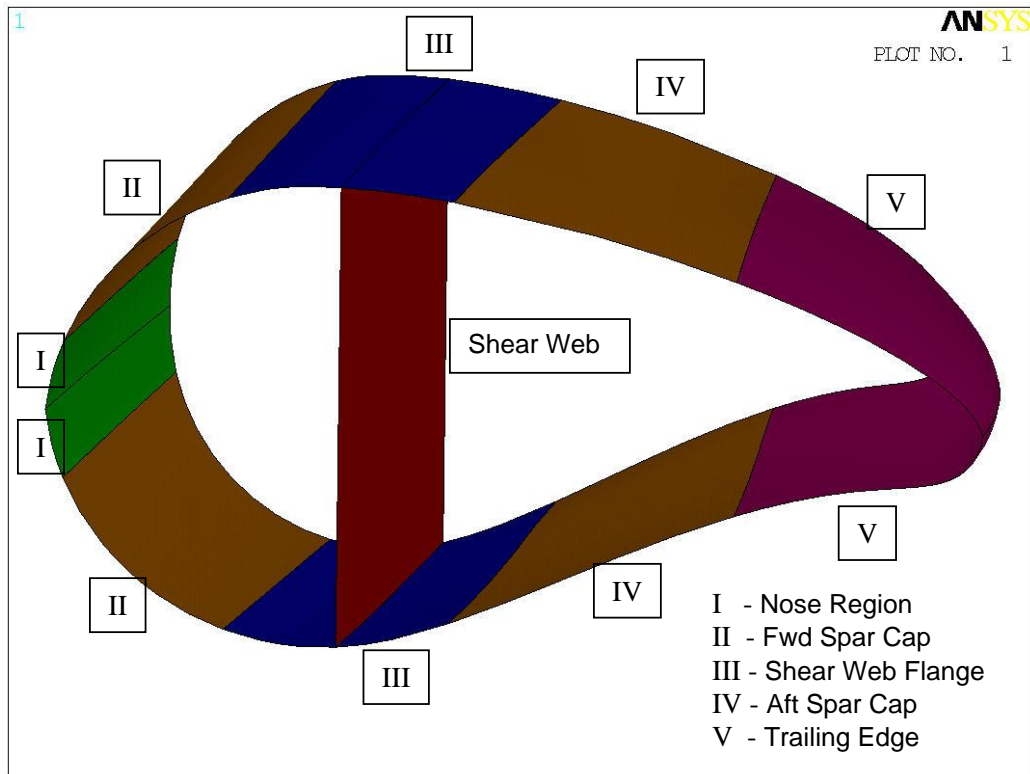 1
ANSYS
PLOT NO. 1
III
IV
II
V
Shear Web
I
I
II
III
IV
V
I - Nose Region
II - Fwd Spar Cap
III - Shear Web Flange
IV - Aft Spar Cap
V - Trailing Edge